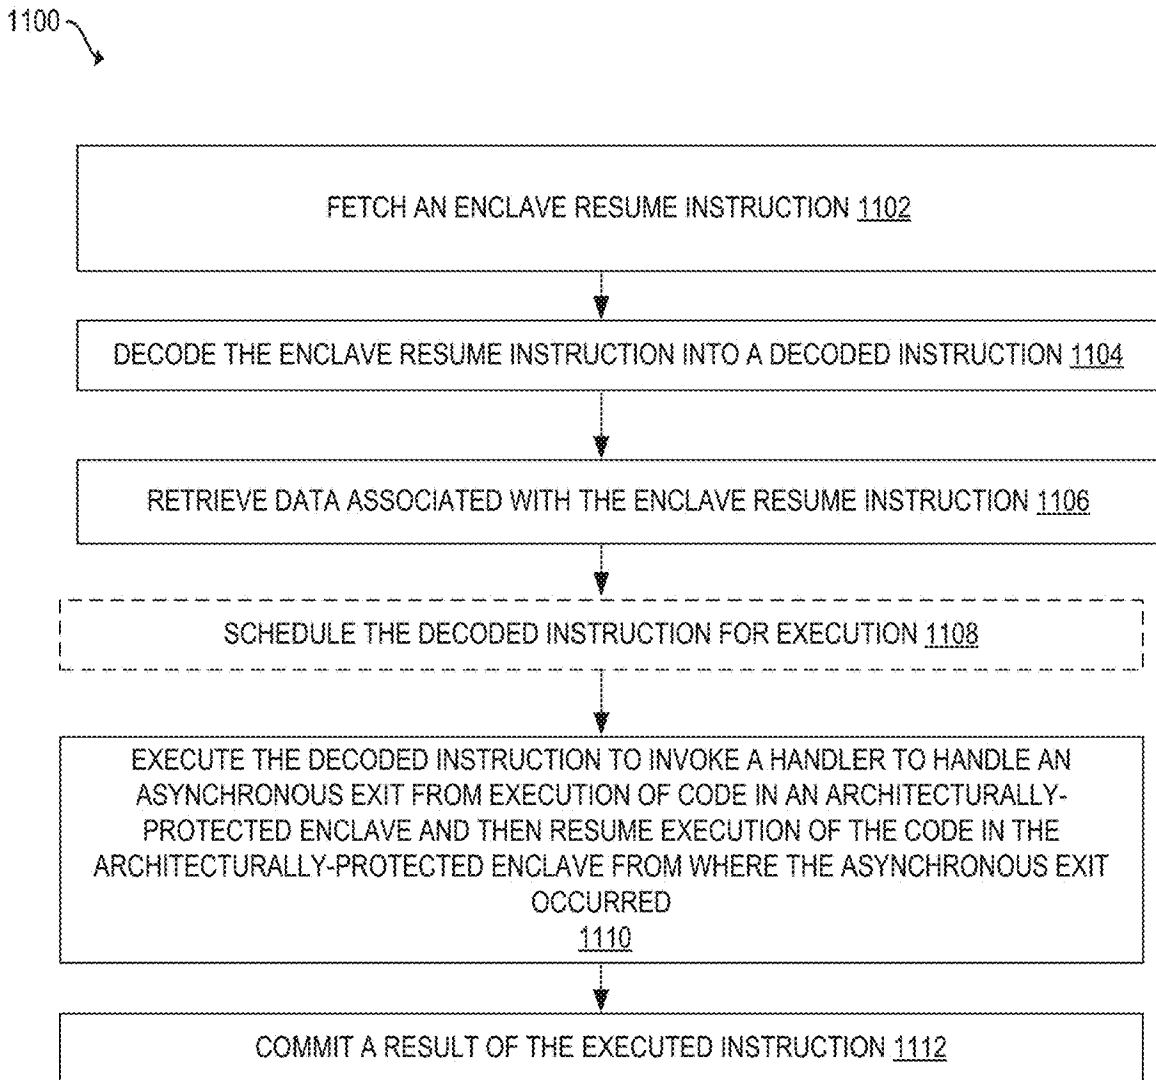 1100
FETCH AN ENCLAVE RESUME INSTRUCTION 1102
DECODE THE ENCLAVE RESUME INSTRUCTION INTO A DECODED INSTRUCTION 1104
RETRIEVE DATA ASSOCIATED WITH THE ENCLAVE RESUME INSTRUCTION 1106
SCHEDULE THE DECODED INSTRUCTION FOR EXECUTION 1108
EXECUTE THE DECODED INSTRUCTION TO INVOKE A HANDLER TO HANDLE AN
ASYNCHRONOUS EXIT FROM EXECUTION OF CODE IN AN ARCHITECTURALLY-
PROTECTED ENCLAVE AND THEN RESUME EXECUTION OF THE CODE IN THE
ARCHITECTURALLY-PROTECTED ENCLAVE FROM WHERE THE ASYNCHRONOUS EXIT
OCCURRED
1110
COMMIT A RESULT OF THE EXECUTED INSTRUCTION 1112